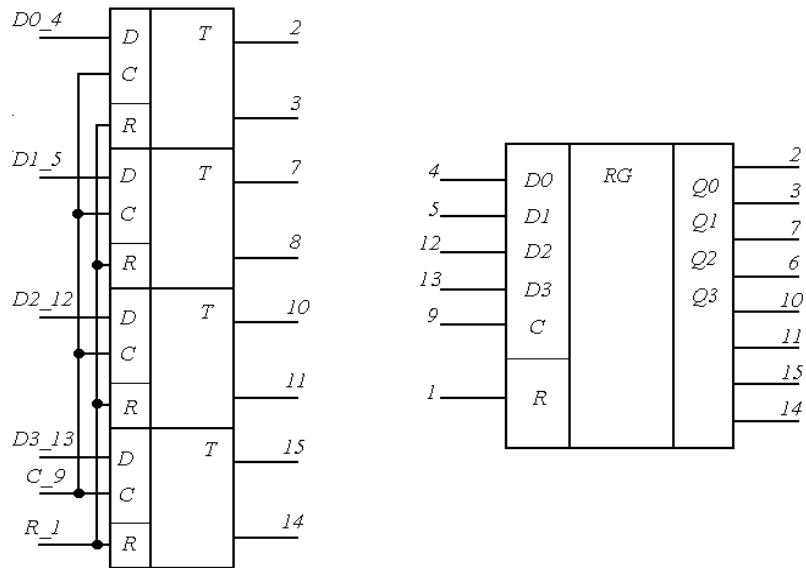 D0_4
D T 2
C
3
R
D1_5
D T 7
C
8
R
D2_12
D T 10
C
11
R
D3_13
D T 15
C_9
C
14
R_1
R
4 D0 RG Q0 2
5 D1 Q1 3
12 D2 Q2 7
13 D3 Q3 6
9 C 10
11
1 R 15
14